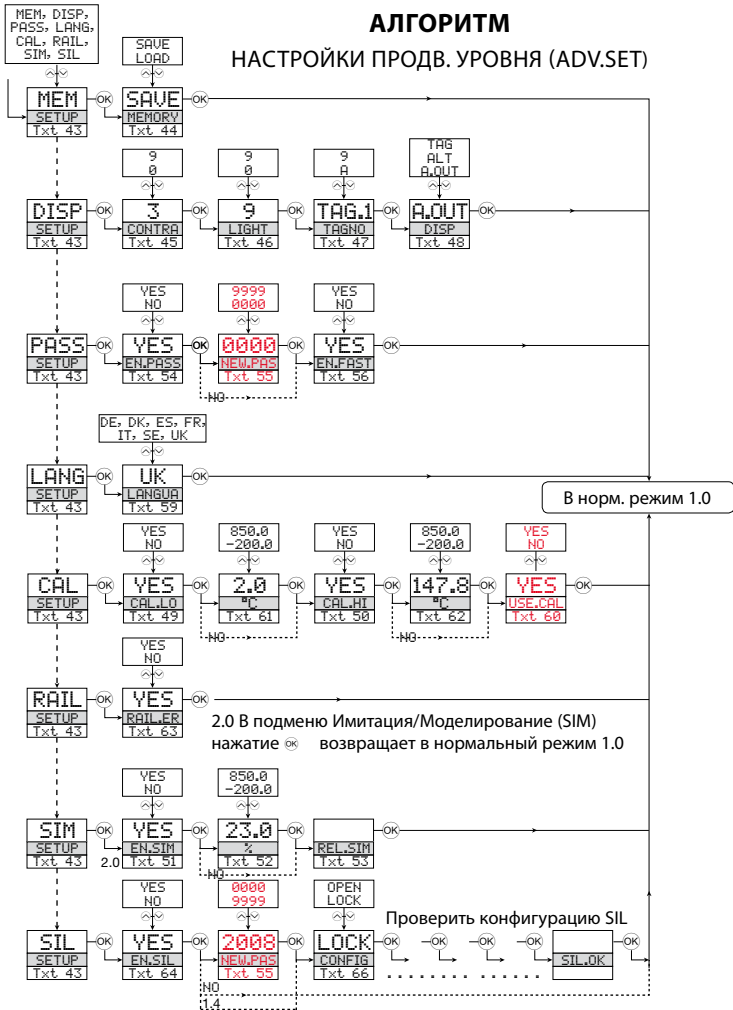 АЛГОРИТМ
НАСТРОЙКИ ПРОДВ. УРОВНЯ (ADV.SET)
MEM, DISP,
PASS, LANG,
CAL, RAIL,
SIM, SIL
SAVE
LOAD
MEM OK SAVE OK
SETUP MEMORY
Txt 43 Txt 44
9 9 9 TAG
0 0 A ALT
A.OUT
DISP OK 3 OK 9 OK TAG.1 OK A.OUT OK
SETUP CONTRA LIGHT TAGNO DISP
Txt 43 Txt 45 Txt 46 Txt 47 Txt 48
YES 9999 YES
NO 0000 NO
PASS OK YES OK 0000 OK YES OK
SETUP EN.PASS NEW.PAS EN.FAST
Txt 43 Txt 54 Txt 55 Txt 56
NO
DE, DK, ES, FR,
IT, SE, UK
LANG OK UK OK
SETUP LANGUA
Txt 43 Txt 59
В норм. режим 1.0
YES 850.0 YES 850.0 YES
NO -200.0 NO -200.0 NO
CAL OK YES OK 2.0 OK YES OK 147.8 OK YES OK
SETUP CAL.LO °C CAL.HI °C USE.CAL
Txt 43 Txt 49 Txt 61 Txt 50 Txt 62 Txt 60
NO NO
YES
NO
RAIL OK YES OK
SETUP RAIL.ER
Txt 43 Txt 63
2.0 В подменю Имитация/Моделирование (SIM)
нажатие OK возвращает в нормальный режим 1.0
YES 850.0
NO -200.0
SIM OK YES OK 23.0 OK OK
SETUP EN.SIM % REL.SIM
Txt 43 2.0 Txt 51 Txt 52 Txt 53
NO
YES 0000 OPEN
NO 9999 LOCK
Проверить конфигурацию SIL
SIL OK YES OK 2008 OK LOCK OK OK OK OK OK
SETUP EN.SIL NEW.PAS CONFIG . . . . . . . . . . . . . . SIL.OK
Txt 43 Txt 64 Txt 55 Txt 66
NO
1.4